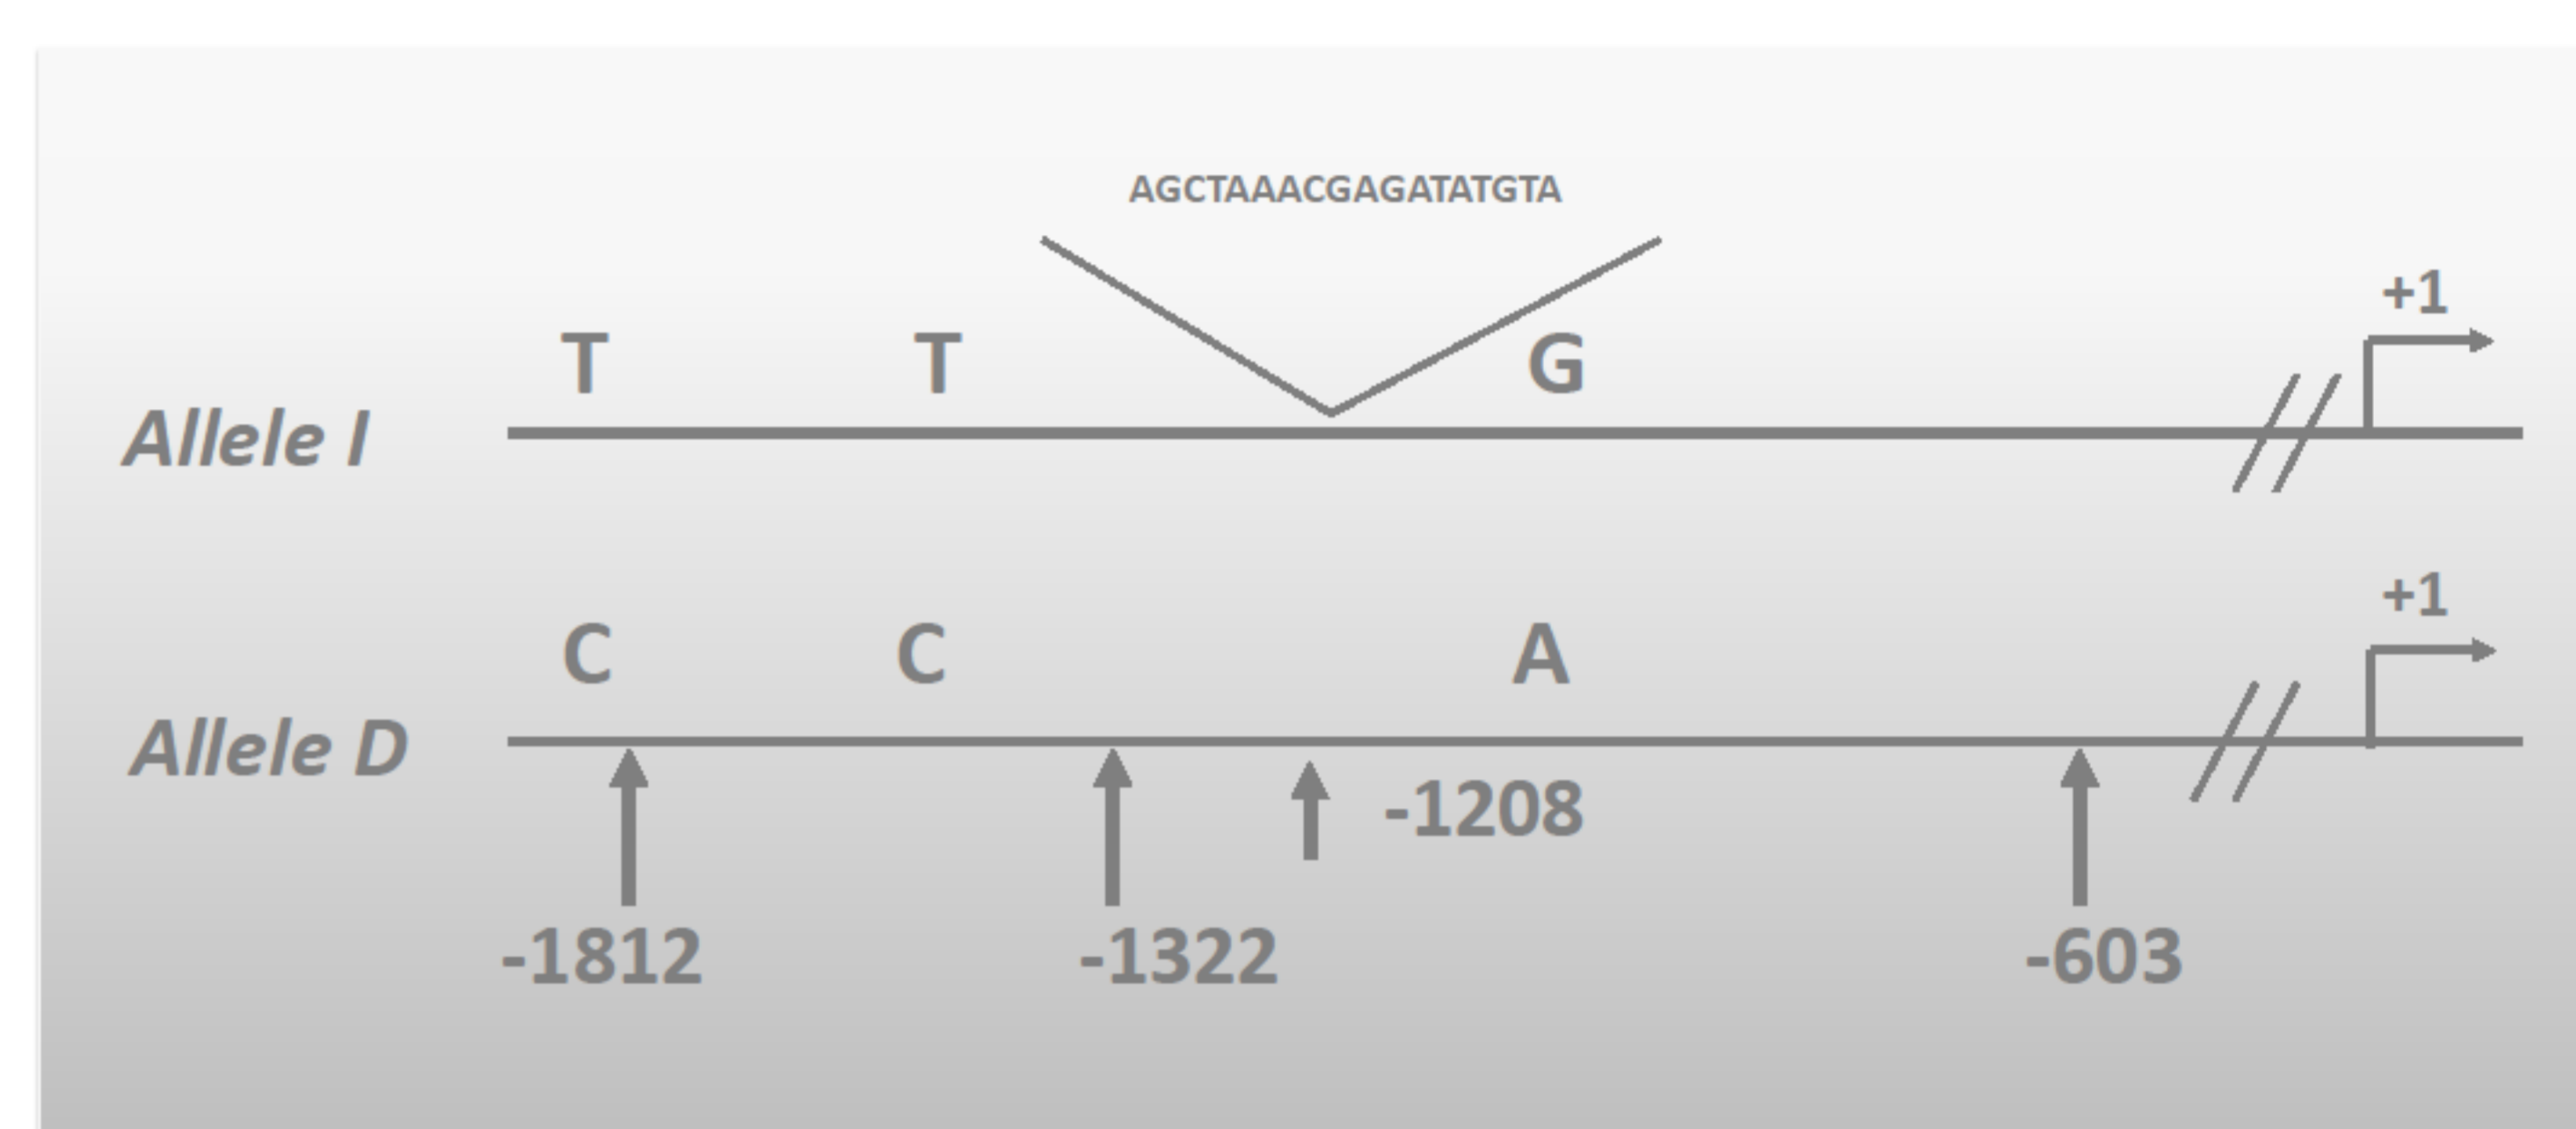 AGCTAAACGAGATATGTA
+1
T T G
Allele I
+1
C C A
Allele D
-1208
-1812 -1322 -603